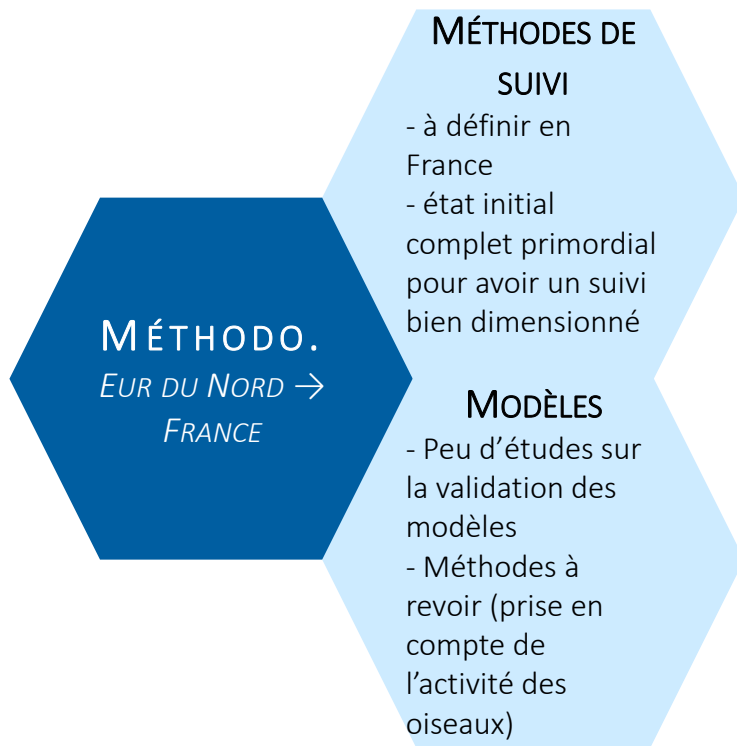 MÉTHODO.
EUR DU NORD →
FRANCE
MÉTHODES DE
SUIVI
- à définir en
France
- état initial
complet primordial
pour avoir un suivi
bien dimensionné
MODÈLES
- Peu d’études sur
la validation des
modèles
- Méthodes à
revoir (prise en
compte de
l’activité des
oiseaux)